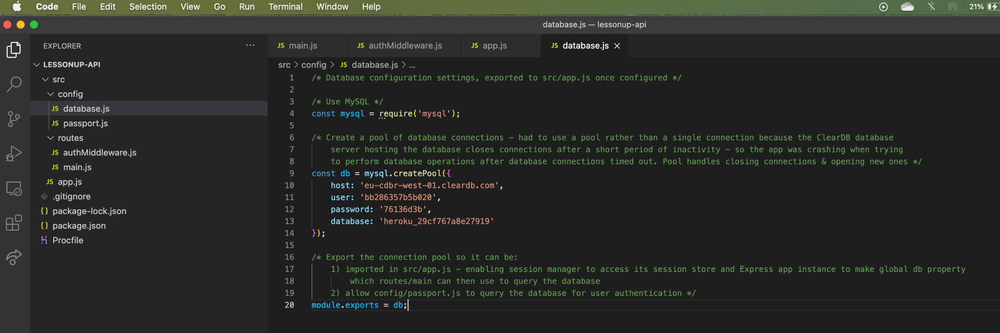 Code File Edit Selection View Go Run Terminal Window Help 21%
database.js — lessonup-api
EXPLORER ...
LESSONUP-API
src
config
JS database.js
JS passport.js
routes
JS authMiddleware.js
JS main.js
JS app.js
.gitignore
{} package-lock.json
{} package.json
Procfile
JS main.js JS authMiddleware.js JS app.js JS database.js
src > config > JS database.js > ...
1 /* Database configuration settings, exported to src/app.js once configured */
2
3 /* Use MySQL */
4 const mysql = require('mysql');
5
6 /* Create a pool of database connections – had to use a pool rather than a single connection because the ClearDB database
7 server hosting the database closes connections after a short period of inactivity – so the app was crashing when trying
8 to perform database operations after database connections timed out. Pool handles closing connections & opening new ones */
9 const db = mysql.createPool({
10 host: 'eu-cdbr-west-01.cleardb.com',
11 user: 'bb286357b5b020',
12 password: '76136d3b',
13 database: 'heroku_29cf767a8e27919'
14 });
15
16 /* Export the connection pool so it can be:
17 1) imported in src/app.js – enabling session manager to access its session store and Express app instance to make global db property
18 which routes/main can then use to query the database
19 2) allow config/passport.js to query the database for user authentication */
20 module.exports = db;